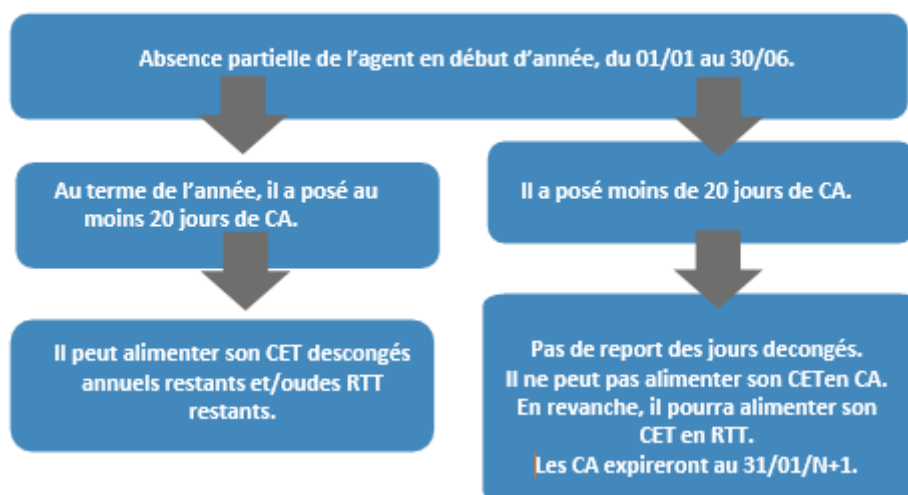 Absence partielle de l'agent en début d'année, du 01/01 au 30/06.
Au terme de l'année, il a posé au
moins 20 jours de CA.
Il a posé moins de 20 jours de CA.
Il peut alimenter son CET descongés
annuels restants et/oudes RTT
restants.
Pas de report des jours decongés.
Il ne peut pas alimenter son CETen CA.
En revanche, il pourra alimenter son
CET en RTT.
Les CA expireront au 31/01/N+1.